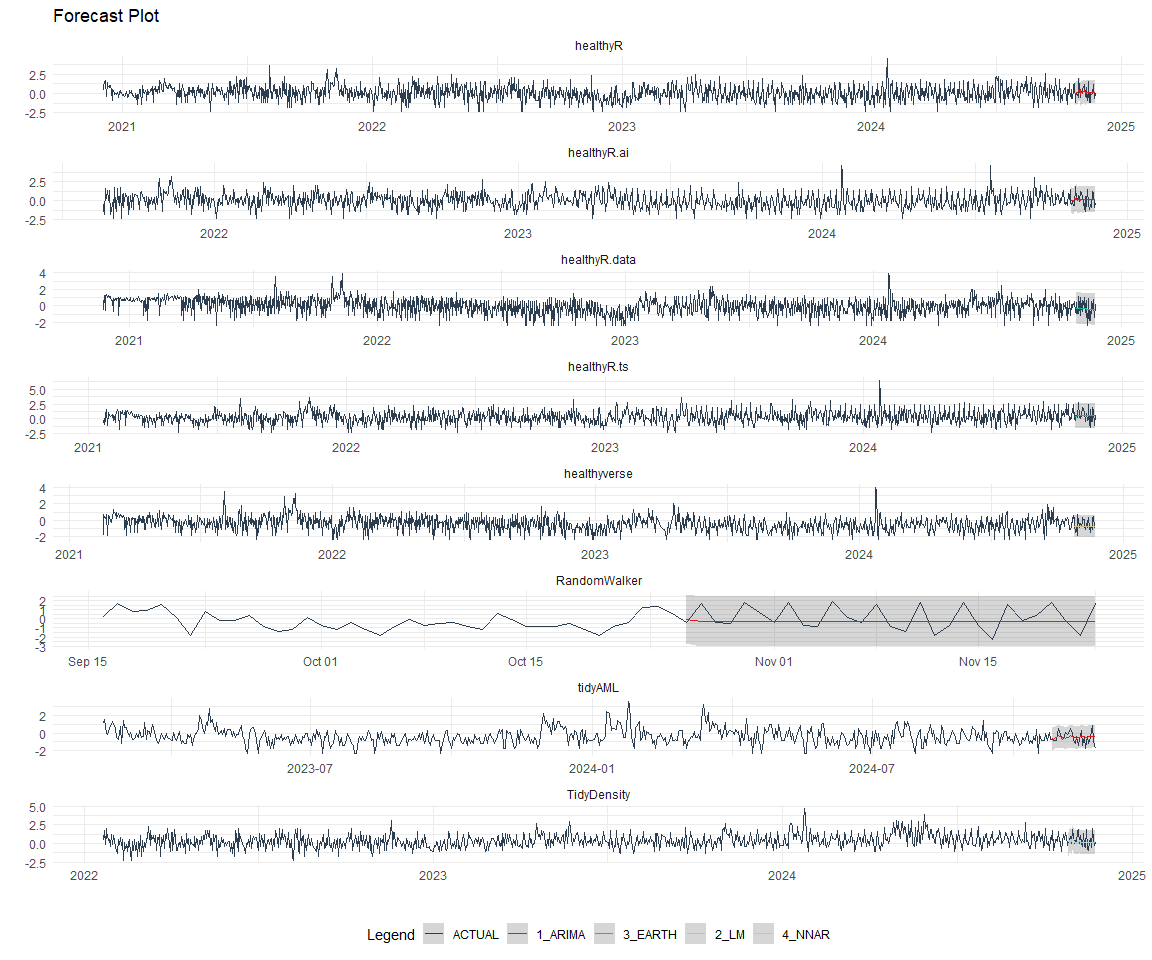 Forecast Plot
healthyR
2.5
0.0
-2.5
2021 2022 2023 2024 2025
healthyR.ai
2.5
0.0
-2.5
2022 2023 2024 2025
healthyR.data
4
2
0
-2
2021 2022 2023 2024 2025
healthyR.ts
5.0
2.5
0.0
-2.5
2021 2022 2023 2024 2025
healthyverse
4
2
0
-2
2021 2022 2023 2024 2025
RandomWalker
2
1
0
-1
-2
-3
Sep 15 Oct 01 Oct 15 Nov 01 Nov 15
tidyAML
2
0
-2
2023-07 2024-01 2024-07
TidyDensity
5.0
2.5
0.0
-2.5
2022 2023 2024 2025
Legend ACTUAL 1_ARIMA 3_EARTH 2_LM 4_NNAR